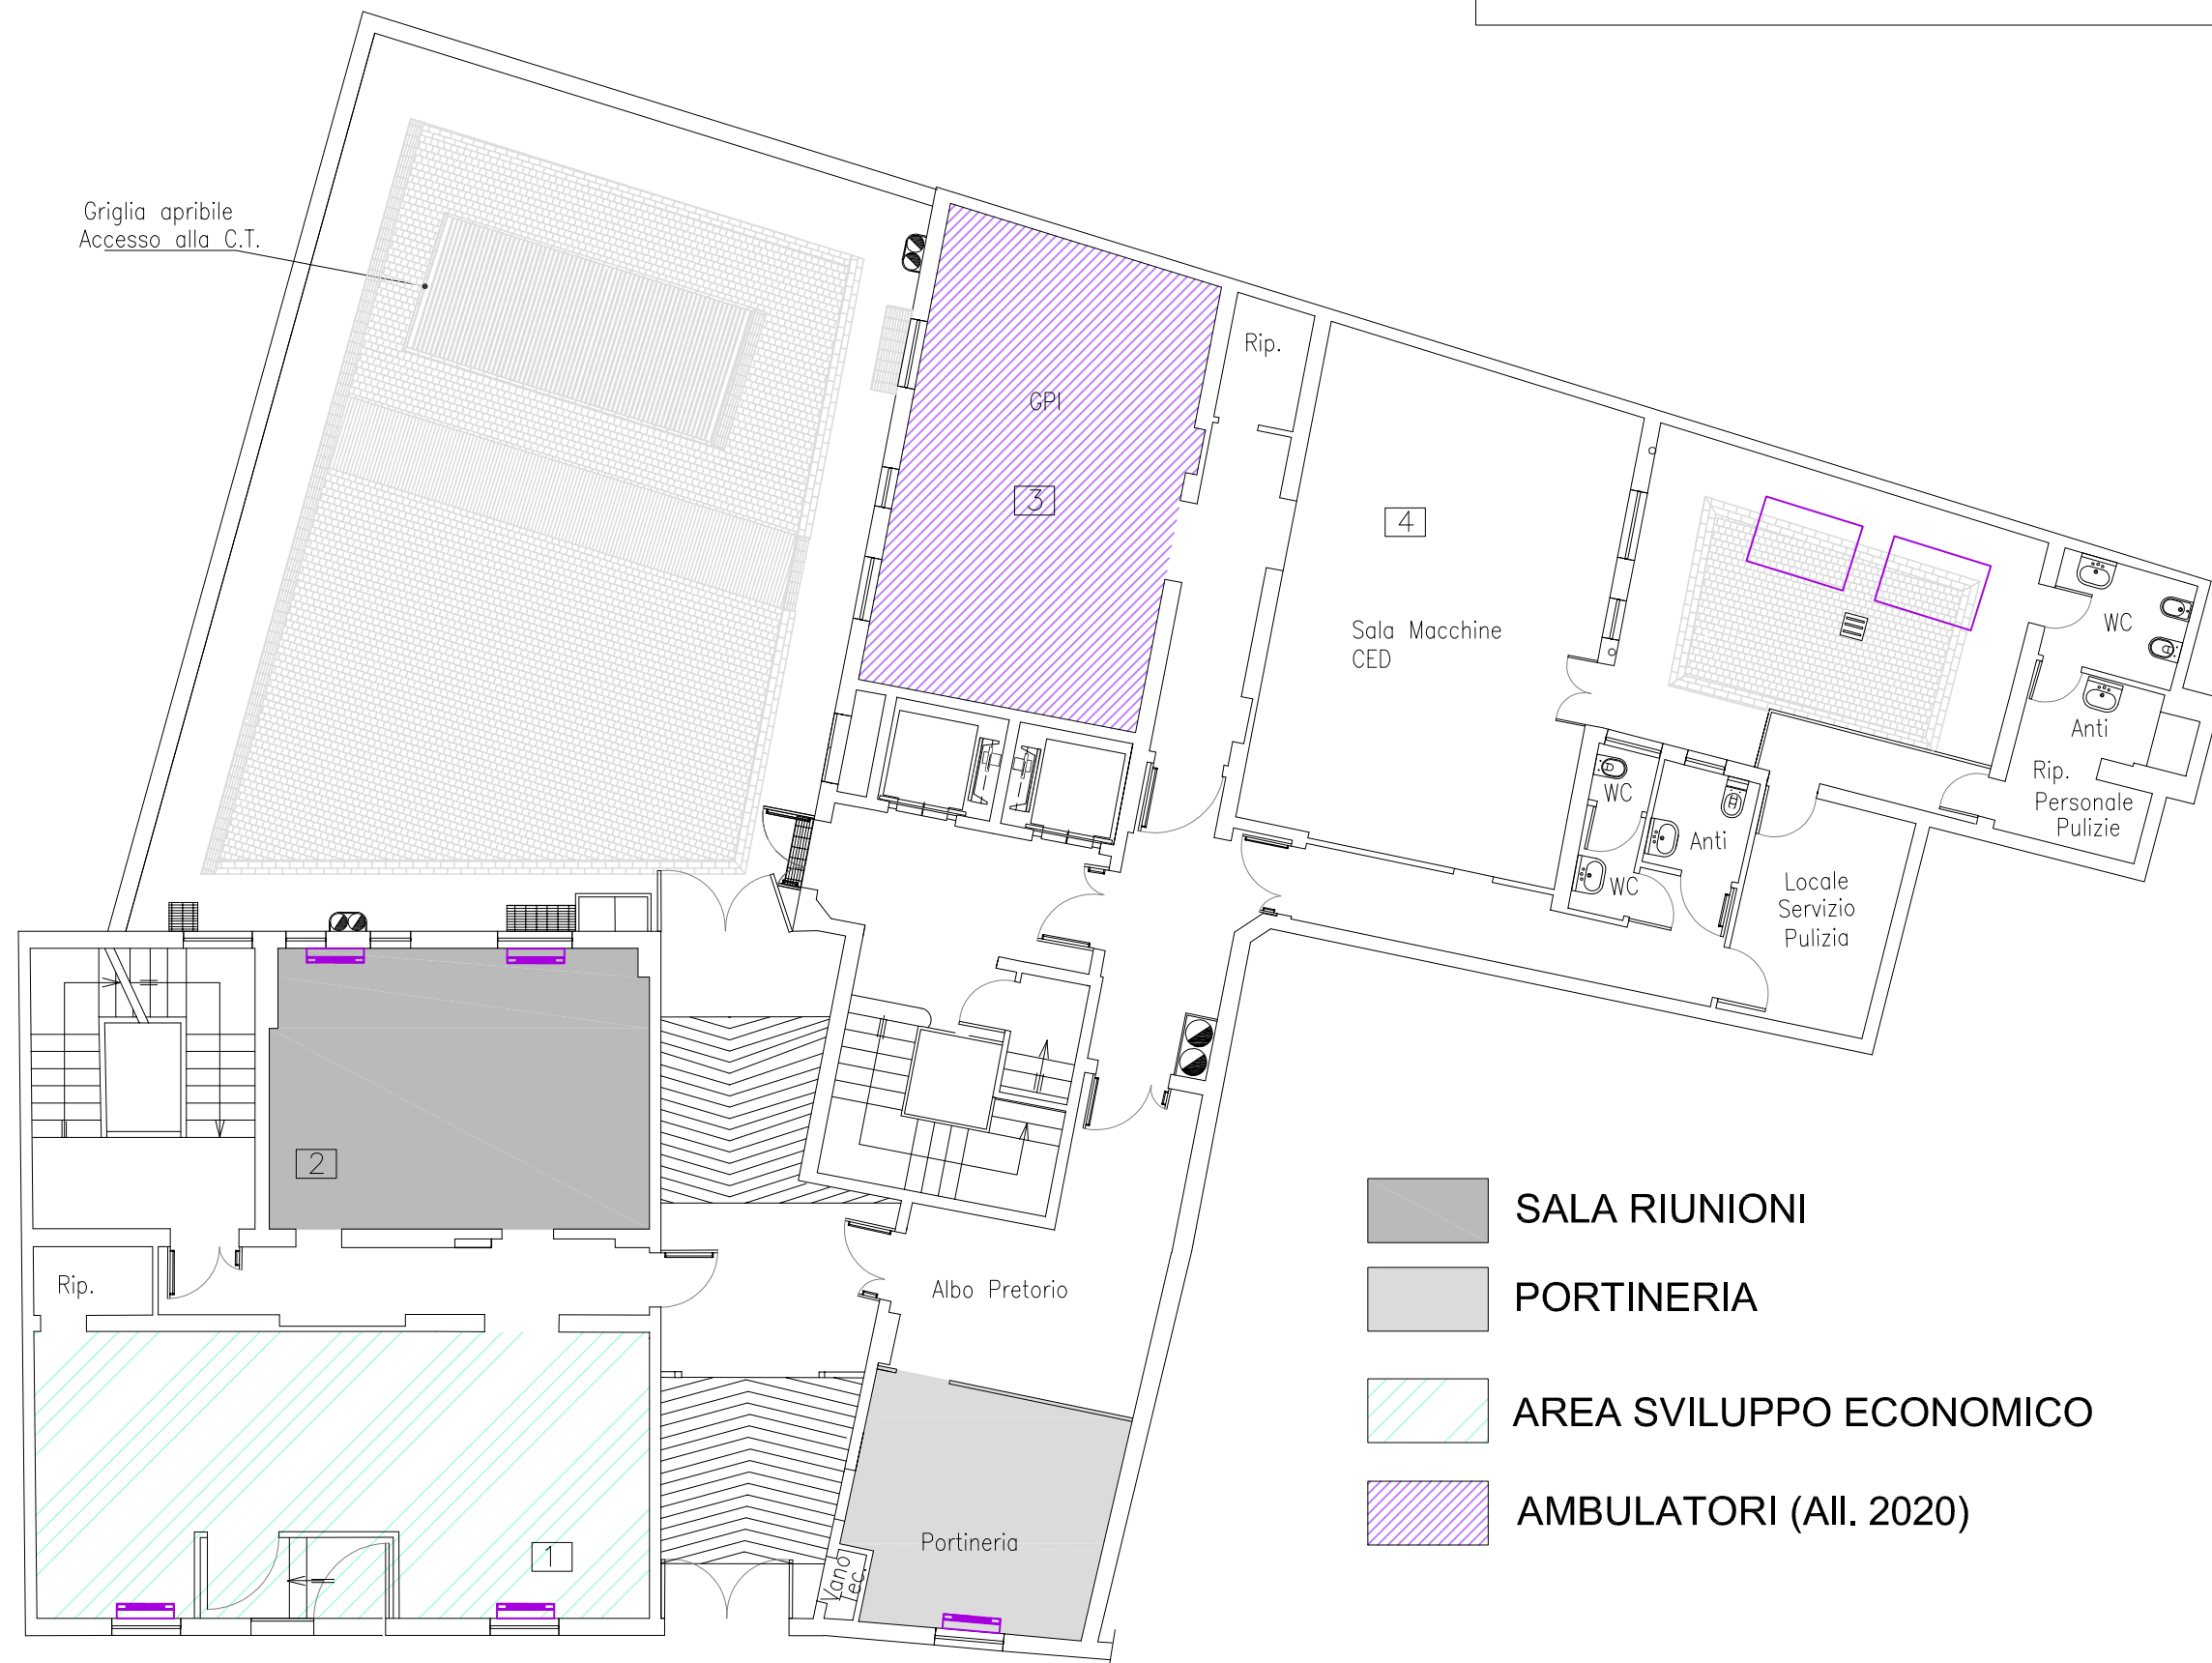 Griglia apribile
Accesso alla C.T.
GPI
3
Rip.
4
Sala Macchine
CED
WC
Anti
Rip.
Personale
Pulizie
WC
Anti
WC
Locale
Servizio
Pulizia
2
Rip.
Albo Pretorio
1
Portineria
Vano
Tec.
SALA RIUNIONI
PORTINERIA
AREA SVILUPPO ECONOMICO
AMBULATORI (All. 2020)